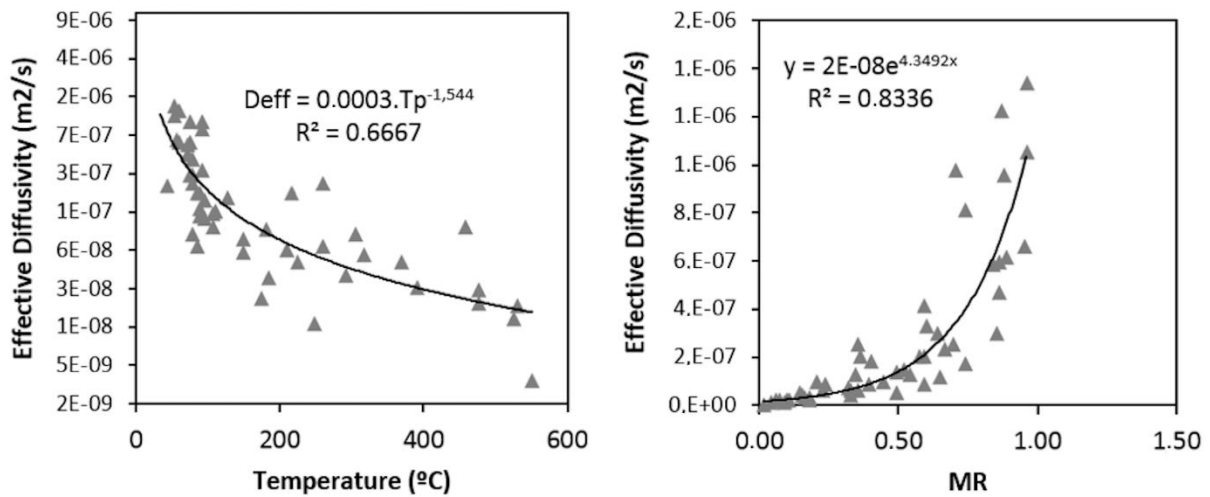 Effective Diffusivity (m2/s)
9E-06
4E-06
2E-06
7E-07
3E-07
1E-07
6E-08
3E-08
1E-08
5E-09
2E-09
Deff = 0.0003.Tp-1,544
R² = 0.6667
0
200
400
600
Temperature (ºC)
Effective Diffusivity (m2/s)
2.E-06
1.E-06
1.E-06
1.E-06
8.E-07
6.E-07
4.E-07
2.E-07
0.E+00
y = 2E-08e4.3492x
R² = 0.8336
0.00
0.50
1.00
1.50
MR